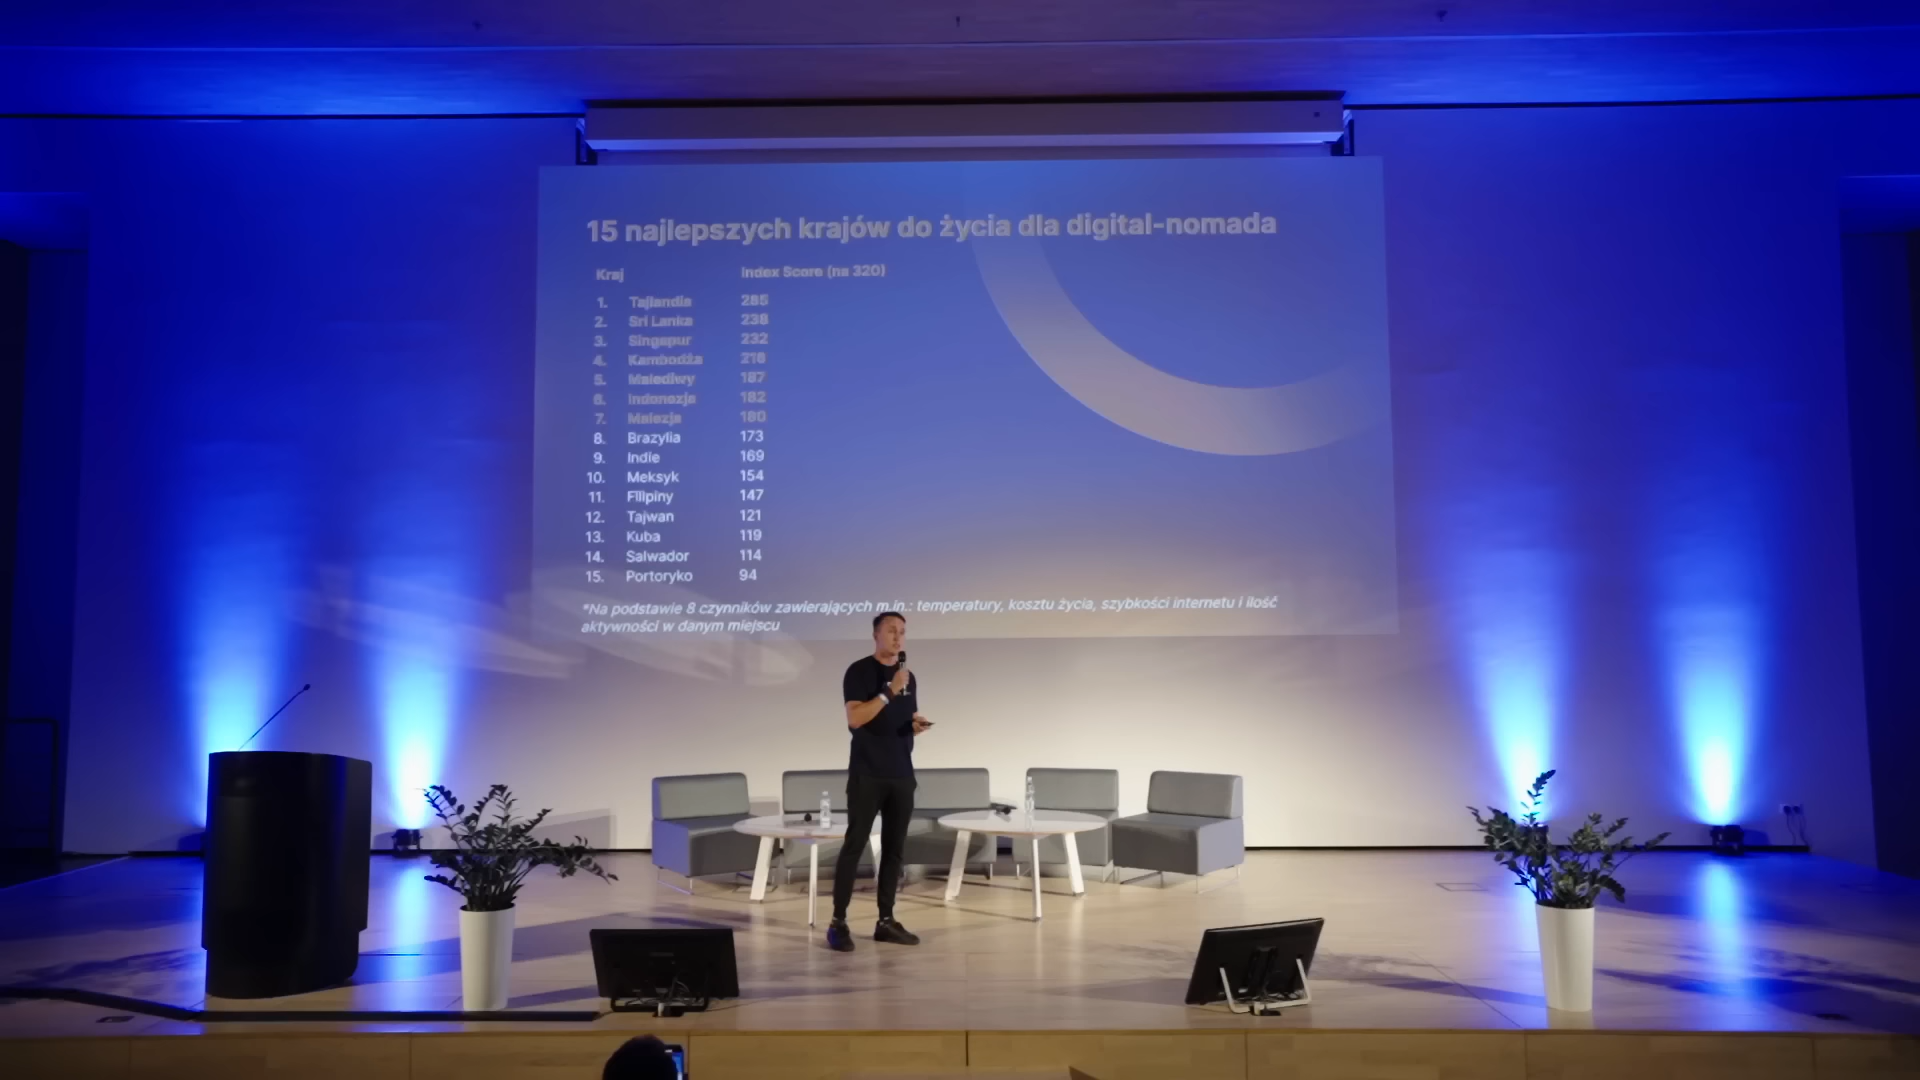 15 najlepszych krajów do życia dla digital-nomada
Kraj Index Score (na 320)
1. Tajlandia 285
2. Sri Lanka 238
3. Singapur 232
4. Kambodża 218
5. Malediwy 187
6. Indonezja 182
7. Malezja 180
8. Brazylia 173
9. Indie 169
10. Meksyk 154
11. Filipiny 147
12. Tajwan 121
13. Kuba 119
14. Salwador 114
15. Portoryko 94
*Na podstawie 8 czynników zawierających m.in.: temperatury, kosztu życia, szybkości internetu i ilość
aktywności w danym miejscu